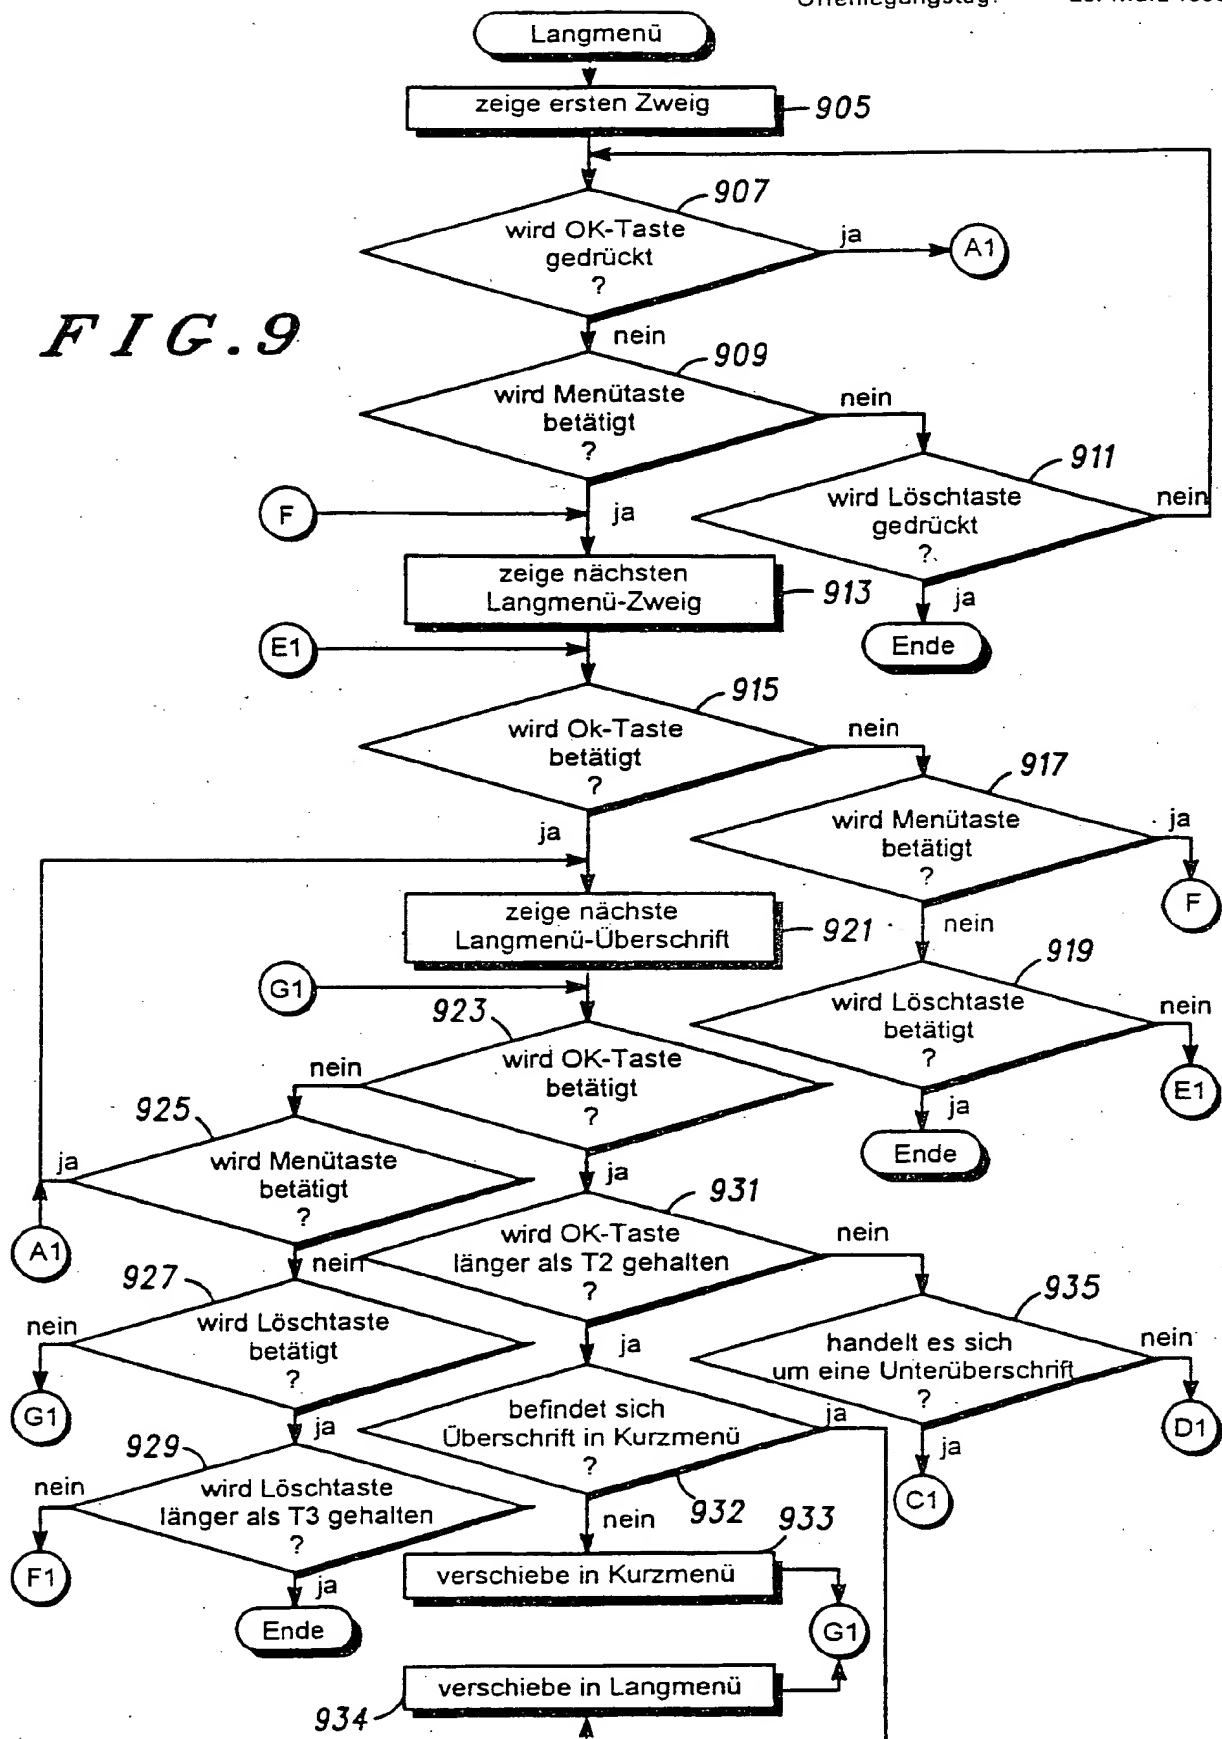 Offenlegungstag:
Langmenü
zeige ersten Zweig
905
907
wird OK-Taste
gedrückt
?
ja
A1
FIG.9
nein
909
wird Menütaste
betätigt
?
nein
911
wird Löschtaste
gedrückt
?
nein
F
ja
zeige nächsten
Langmenü-Zweig
913
ja
Ende
E1
915
wird Ok-Taste
betätigt
?
nein
917
wird Menütaste
betätigt
?
ja
F
ja
zeige nächste
Langmenü-Überschrift
921
nein
919
wird Löschtaste
betätigt
?
nein
E1
G1
923
wird OK-Taste
betätigt
?
nein
ja
Ende
925
ja
wird Menütaste
betätigt
?
A1
ja
931
wird OK-Taste
länger als T2 gehalten
?
nein
nein
927
nein
wird Löschtaste
betätigt
?
G1
935
handelt es sich
um eine Unterüberschrift
?
nein
D1
ja
befindet sich
Überschrift in Kurzmenü
?
ja
932
ja
C1
ja
929
nein
wird Löschtaste
länger als T3 gehalten
?
F1
nein
933
verschiebe in Kurzmenü
ja
Ende
G1
verschiebe in Langmenü
934